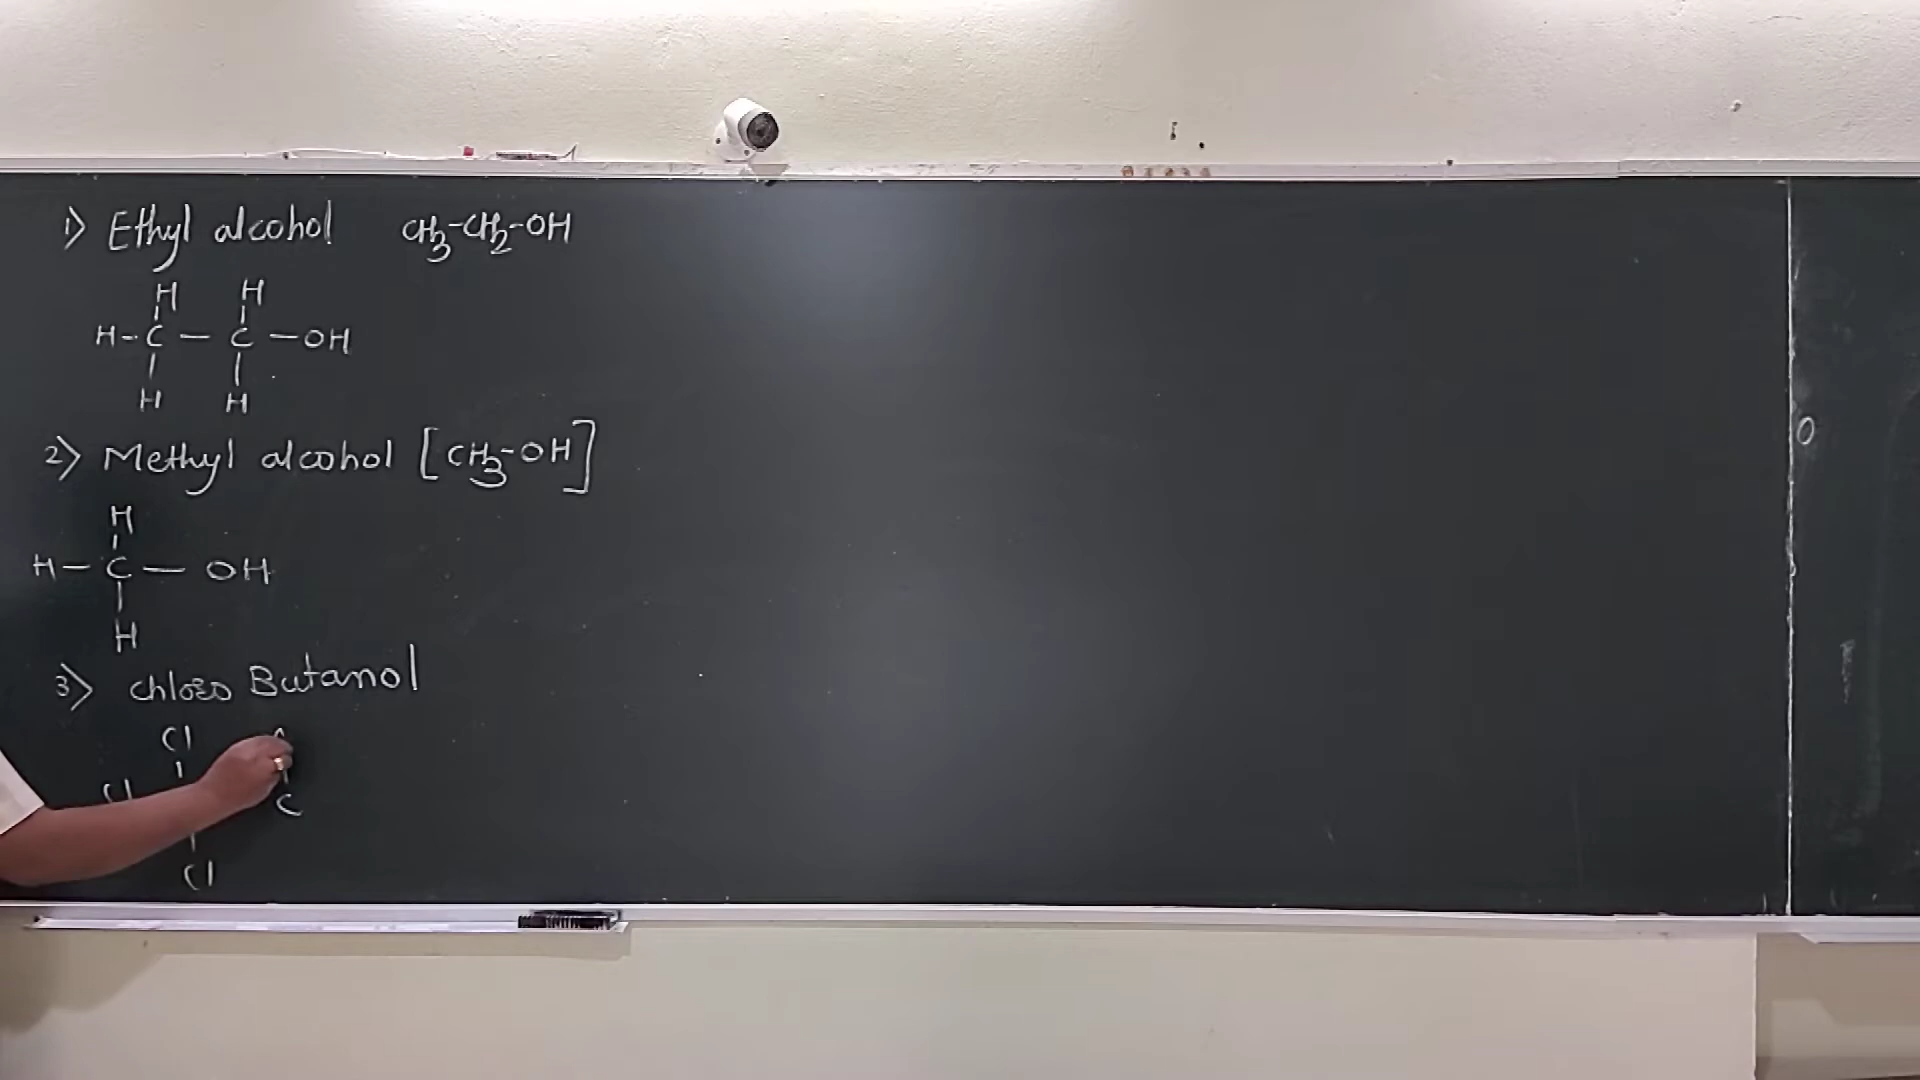 1) Ethyl alcohol CH3-CH2-OH
H H
H-C-C-OH
H H
2) Methyl alcohol [CH3-OH]
H
H-C-OH
H
3) chloro Butanol
Cl
Cl C
Cl
O